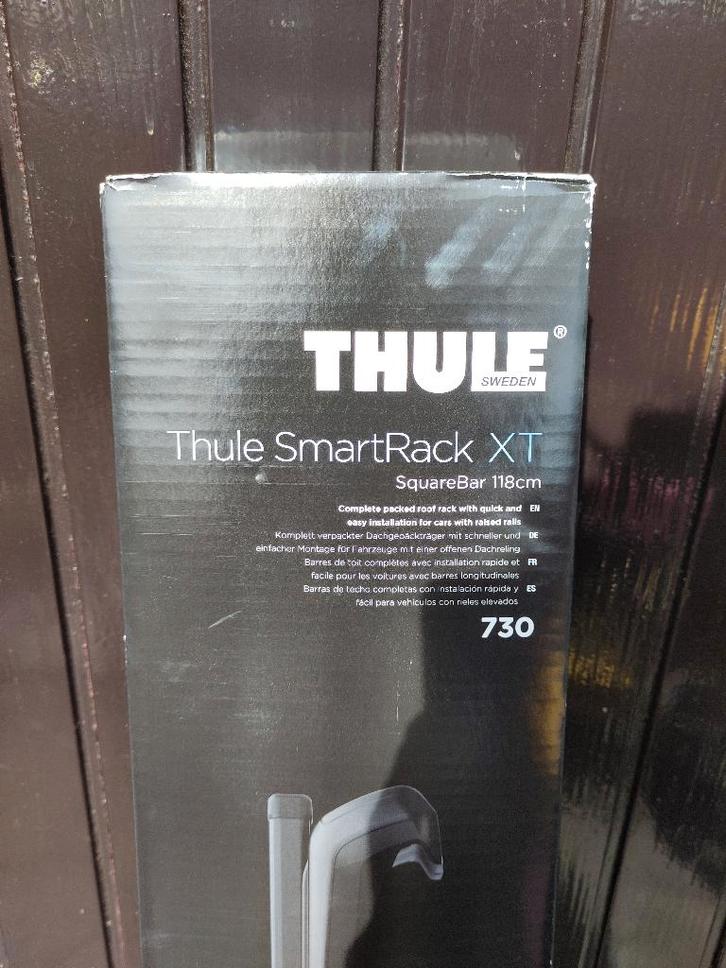 THULE®
SWEDEN
Thule SmartRack XT
SquareBar 118cm
Complete packed roof rack with quick and EN
easy installation for cars with raised rails
Komplett verpackter Dachgepäckträger mit schneller und DE
einfacher Montage für Fahrzeuge mit einer offenen Dachreling
Barres de toit complètes avec installation rapide et FR
facile pour les voitures avec barres longitudinales
Barras de techo completas con instalación rápida y ES
fácil para vehículos con rieles elevados
730